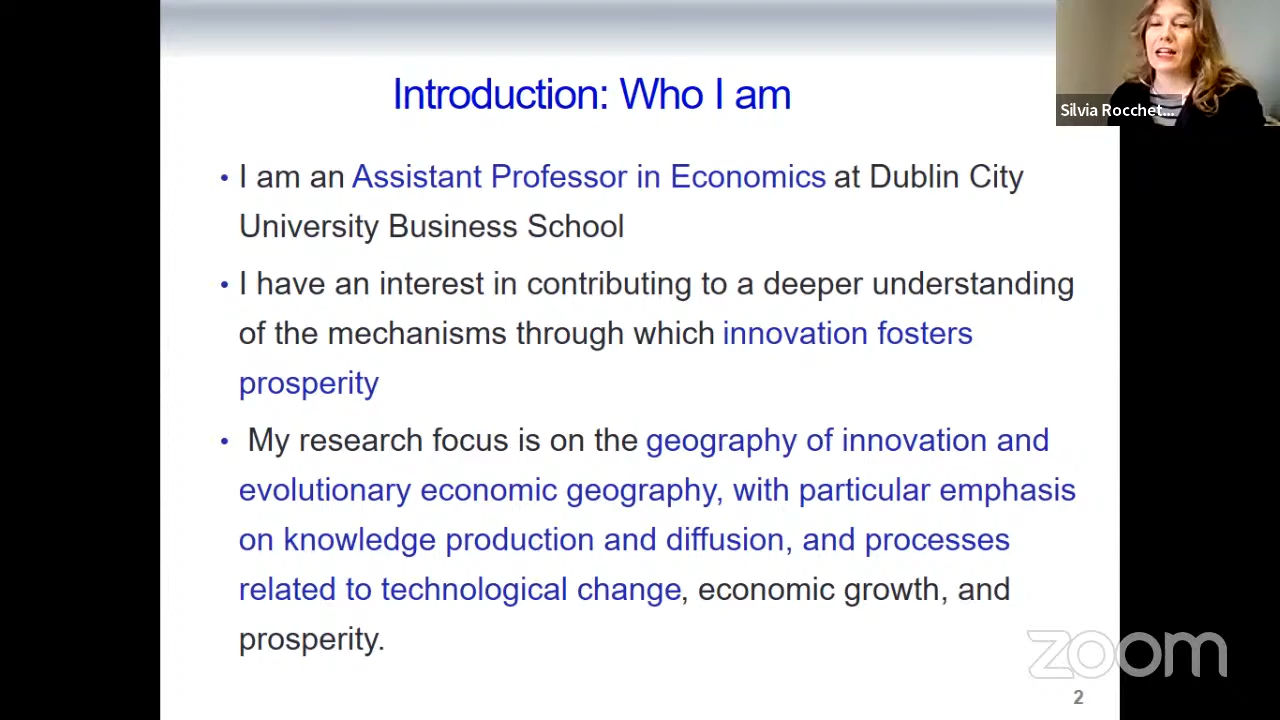 Introduction: Who I am
Silvia Rocchet...
• I am an Assistant Professor in Economics at Dublin City
University Business School
• I have an interest in contributing to a deeper understanding
of the mechanisms through which innovation fosters
prosperity
• My research focus is on the geography of innovation and
evolutionary economic geography, with particular emphasis
on knowledge production and diffusion, and processes
related to technological change, economic growth, and
prosperity.
zoom
2